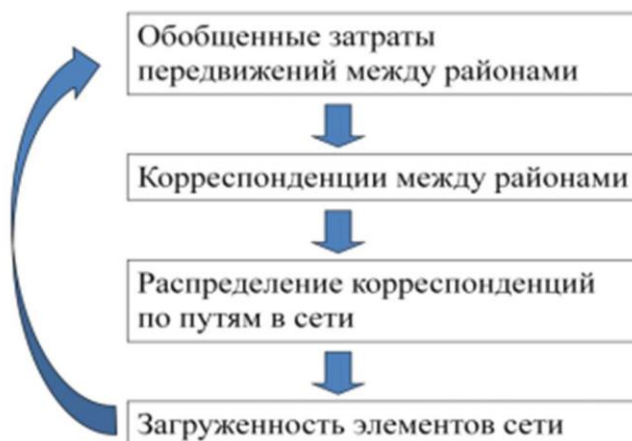 Обобщенные затраты
передвижений между районами
Корреспонденции между районами
Распределение корреспонденций
по путям в сети
Загруженность элементов сети